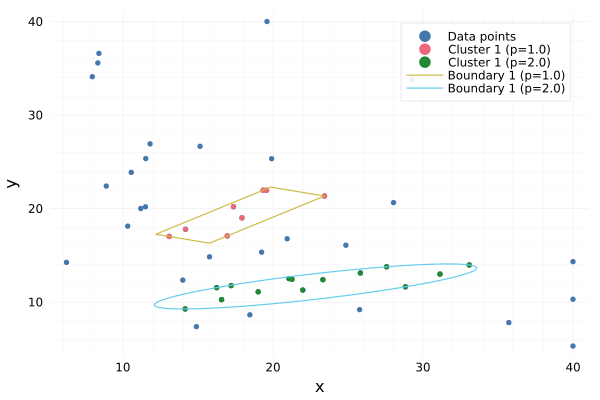 40
30
20
10
y
10
20
30
40
x
Data points
Cluster 1 (p=1.0)
Cluster 1 (p=2.0)
Boundary 1 (p=1.0)
Boundary 1 (p=2.0)